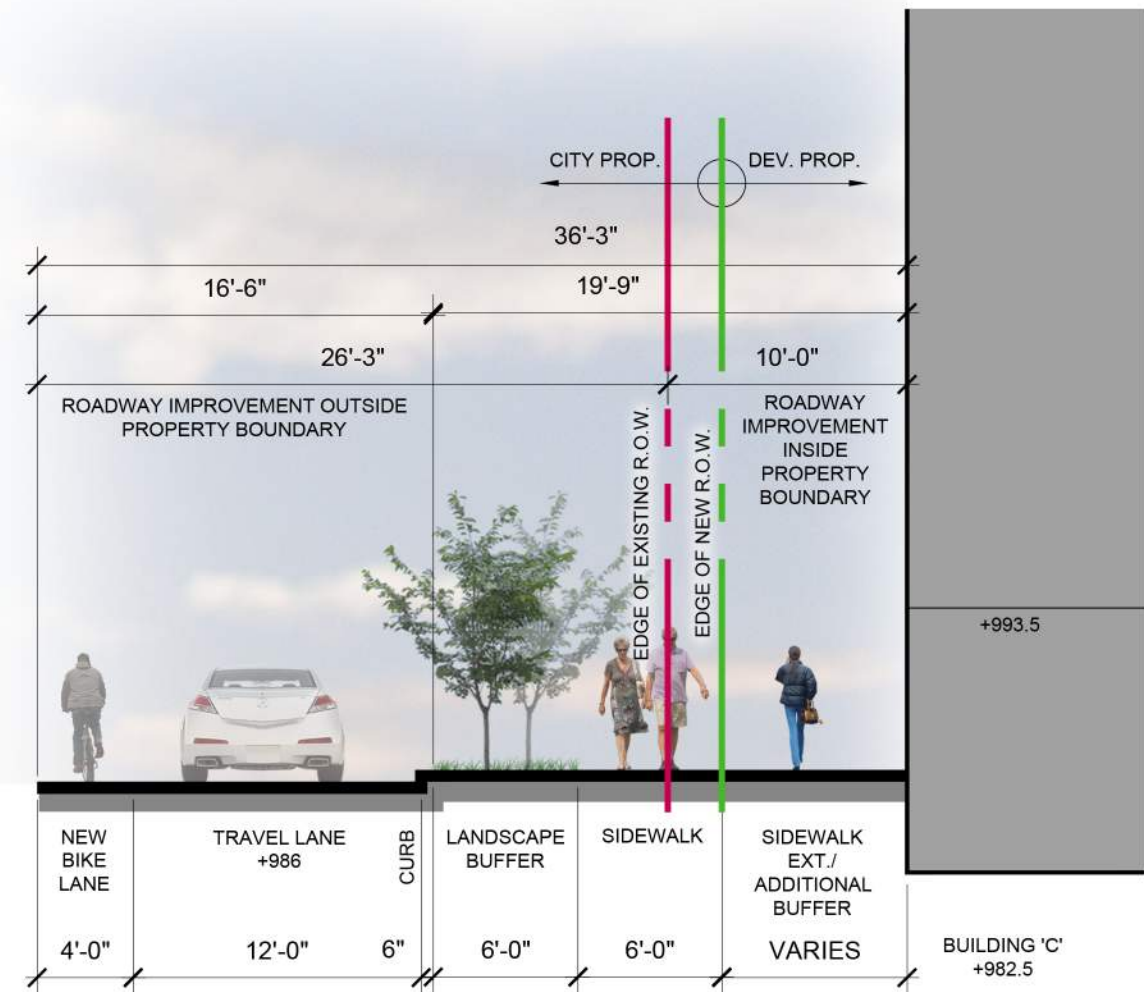 CITY PROP.
DEV. PROP.
36'-3"
16'-6"
19'-9"
26'-3"
10'-0"
ROADWAY IMPROVEMENT OUTSIDE
PROPERTY BOUNDARY
ROADWAY
IMPROVEMENT
INSIDE
PROPERTY
BOUNDARY
EDGE OF EXISTING R.O.W.
EDGE OF NEW R.O.W.
+993.5
NEW
BIKE
LANE
TRAVEL LANE
+986
CURB
LANDSCAPE
BUFFER
SIDEWALK
SIDEWALK
EXT./
ADDITIONAL
BUFFER
4'-0"
12'-0"
6"
6'-0"
6'-0"
VARIES
BUILDING 'C'
+982.5